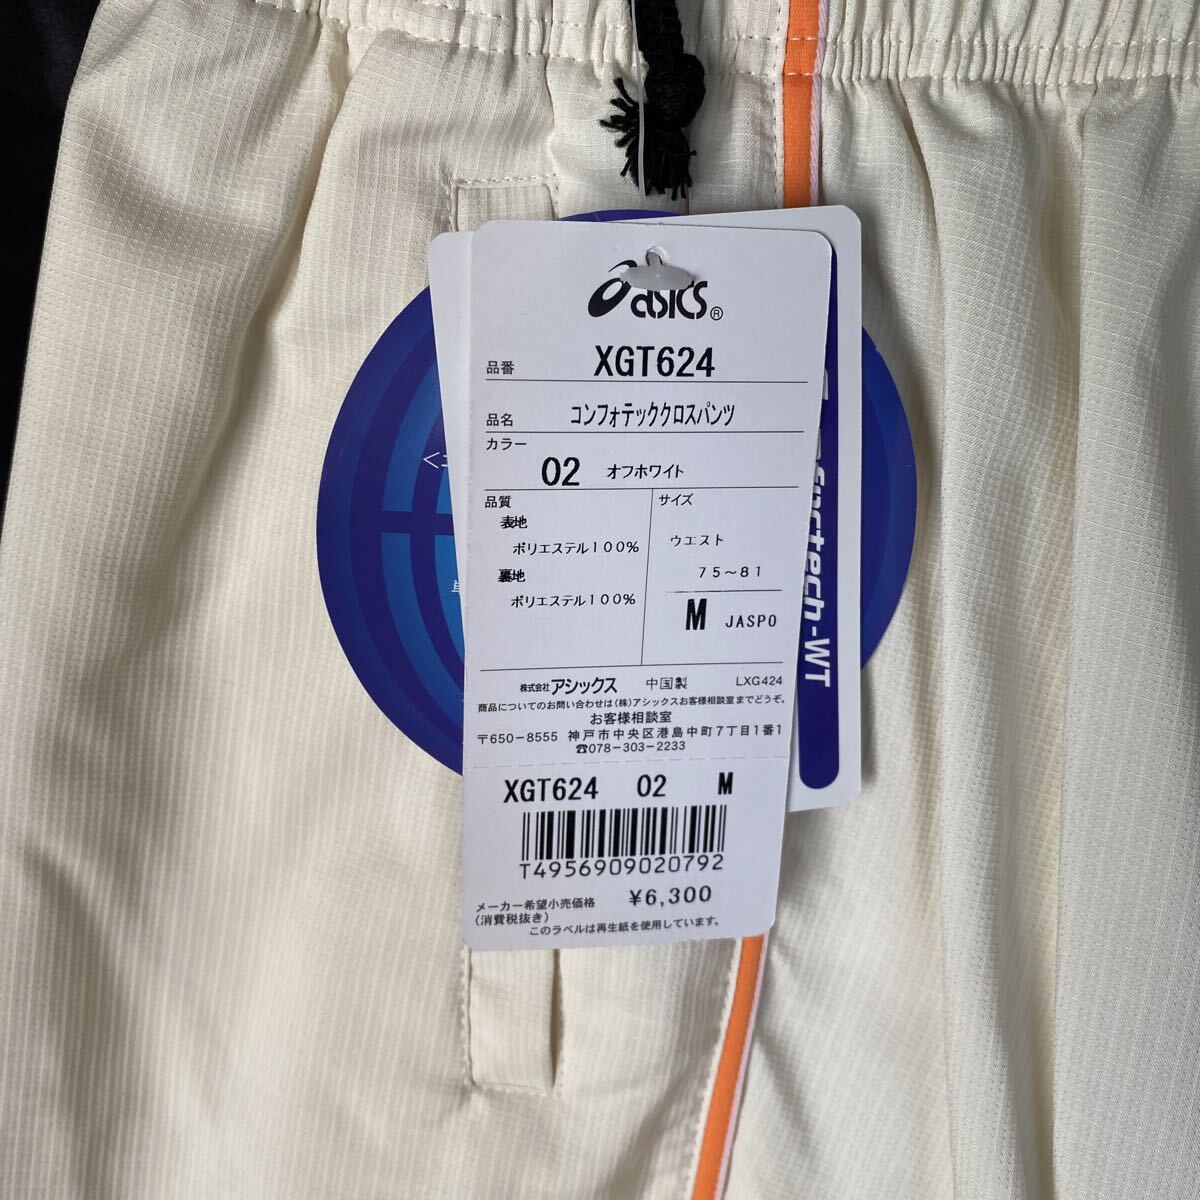 asics®
品番 XGT624
品名 コンフォテッククロスパンツ
カラー
02 オフホワイト
品質
表地
ポリエステル100%
裏地
ポリエステル100%
サイズ
ウエスト
75~81
M JASPO
株式会社アシックス 中国製 LXG424
商品についてのお問い合わせは(株)アシックスお客様相談室までどうぞ。
お客様相談室
〒650-8555 神戸市中央区港島中町7丁目1番1
☎078-303-2233
XGT624 02 M
T4956909020792
メーカー希望小売価格 ¥6,300
(消費税抜き)
このラベルは再生紙を使用しています。